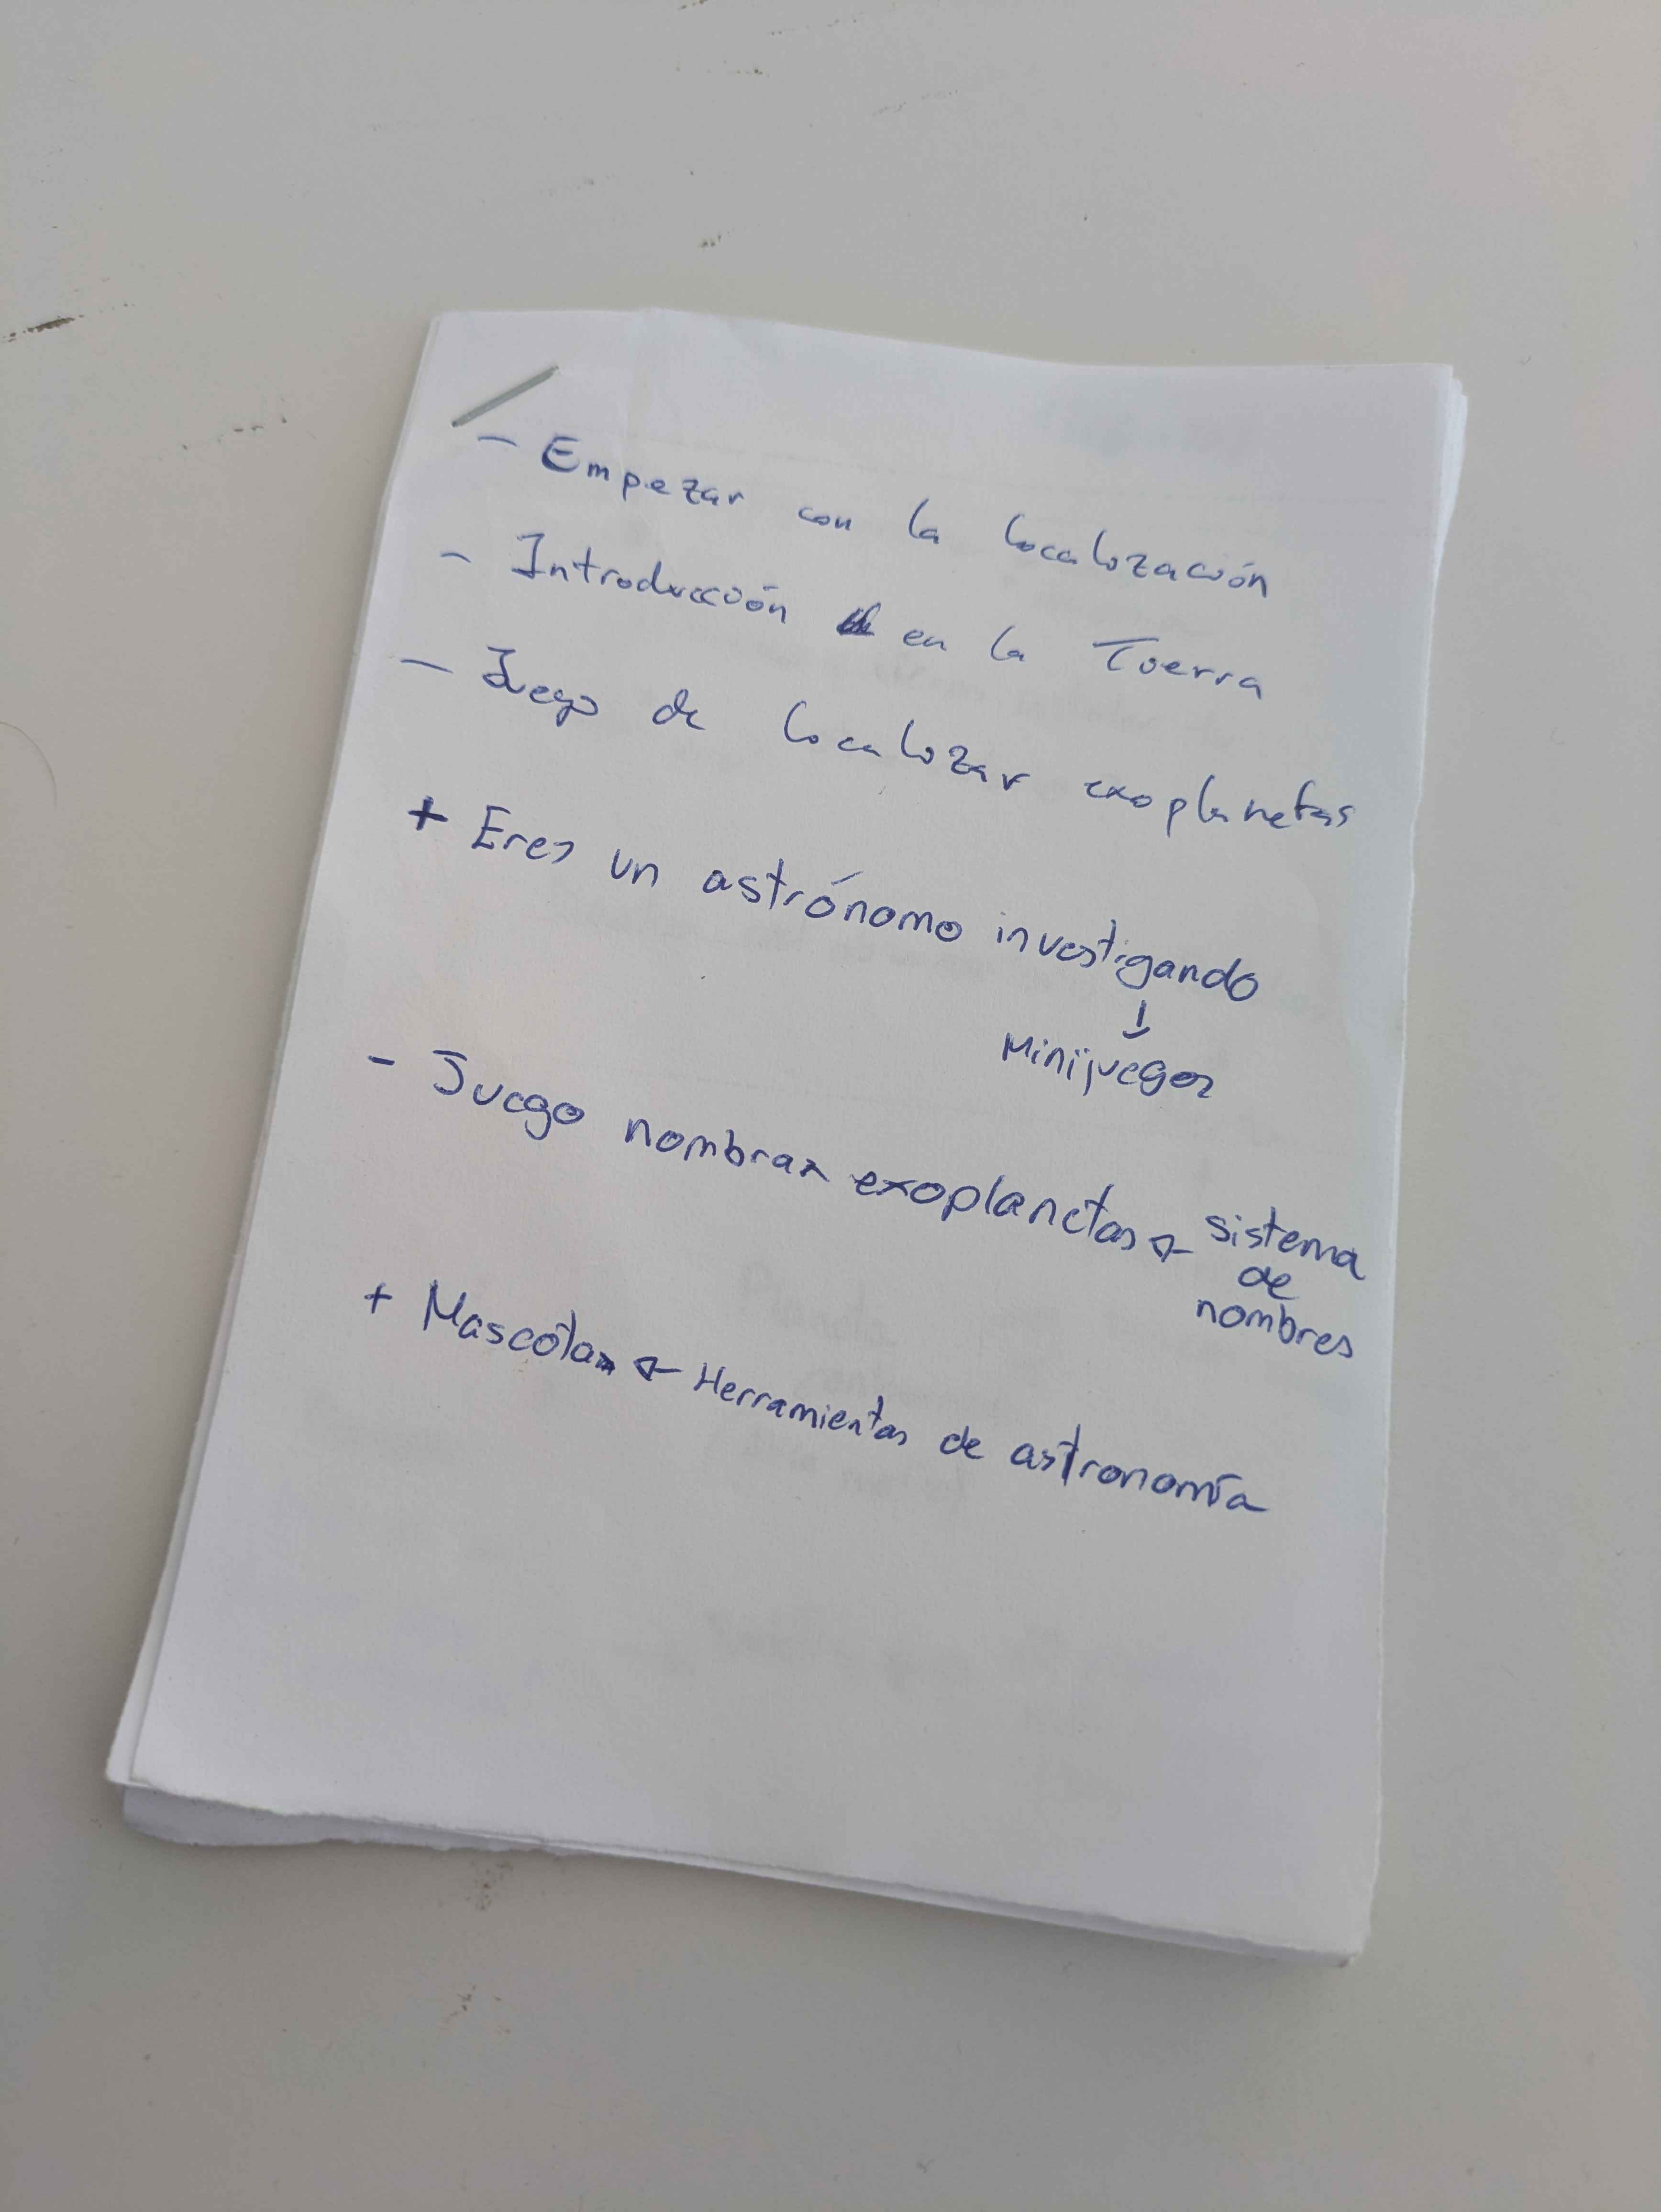 - Empezar con la localización
- Introducción en la Tierra
- Juego de localizar exoplanetas
+ Eres un astrónomo investigando
↓
Minijuegos
- Juego nombrar exoplanetas ← sistema
de
nombres
+ Mascotas ← Herramientas de astronomía